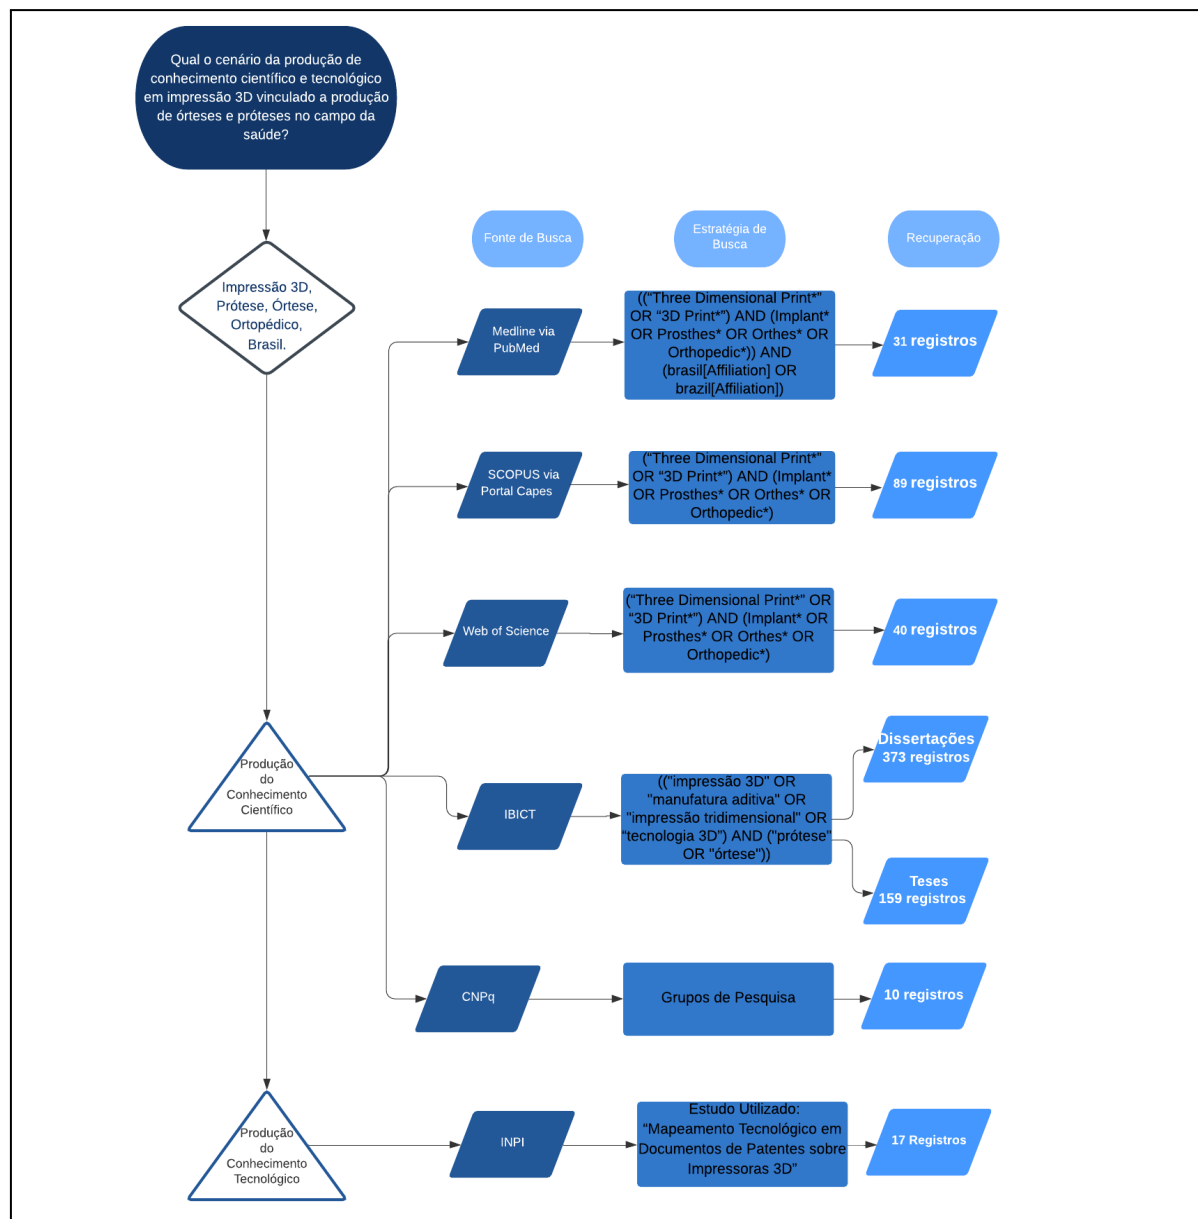 Qual o cenário da produção de
conhecimento científico e tecnológico
em impressão 3D vinculado a produção
de órteses e próteses no campo da
saúde?
Impressão 3D,
Prótese, Órtese,
Ortopédico,
Brasil.
Fonte de Busca
Estratégia de
Busca
Recuperação
Medline via
PubMed
((“Three Dimensional Print*”
OR “3D Print*”) AND (Implant*
OR Prosthes* OR Orthes* OR
Orthopedic*)) AND
(brasil[Affiliation] OR
brazil[Affiliation])
31 registros
SCOPUS via
Portal Capes
(“Three Dimensional Print*”
OR “3D Print*”) AND (Implant*
OR Prosthes* OR Orthes* OR
Orthopedic*)
89 registros
Web of Science
(“Three Dimensional Print*” OR
“3D Print*”) AND (Implant* OR
Prosthes* OR Orthes* OR
Orthopedic*)
40 registros
Produção
do
Conhecimento
Científico
IBICT
(("impressão 3D" OR
"manufatura aditiva" OR
"impressão tridimensional" OR
“tecnologia 3D”) AND ("prótese"
OR "órtese"))
Dissertações
373 registros
Teses
159 registros
CNPq
Grupos de Pesquisa
10 registros
Produção
do
Conhecimento
Tecnológico
INPI
Estudo Utilizado:
“Mapeamento Tecnológico em
Documentos de Patentes sobre
Impressoras 3D”
17 Registros